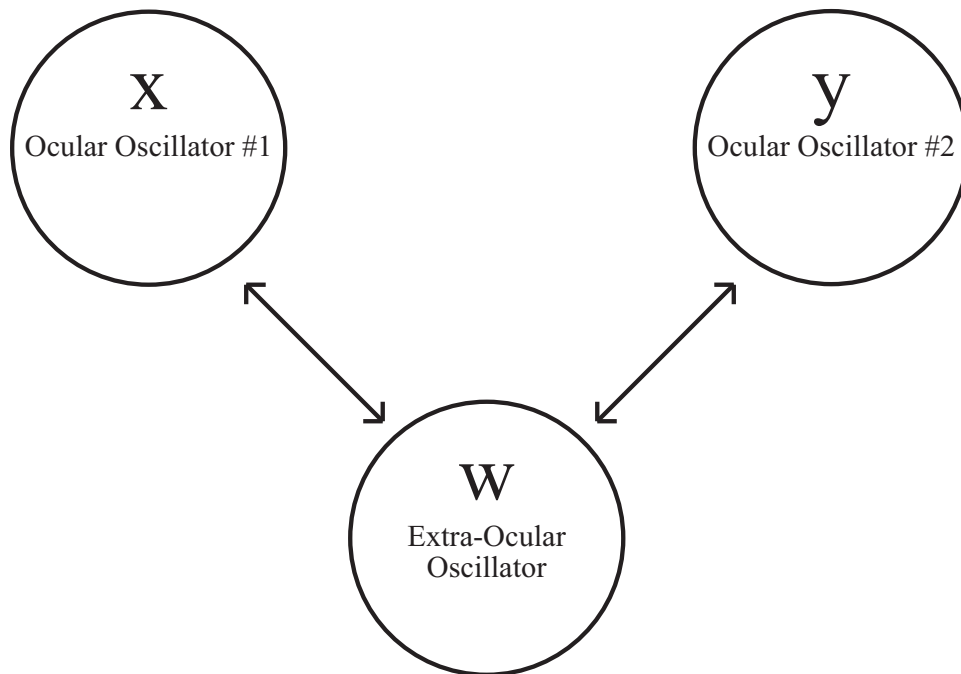 x
Ocular Oscillator #1
y
Ocular Oscillator #2
w
Extra-Ocular
Oscillator